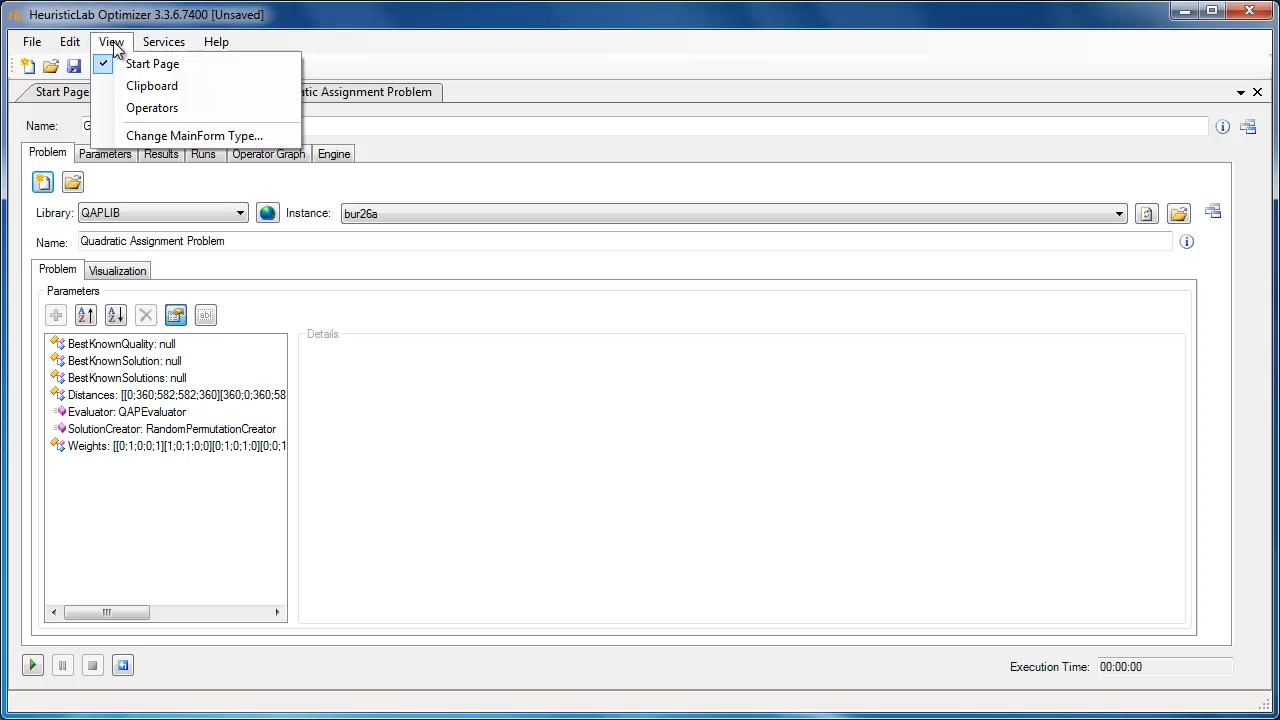 HeuristicLab Optimizer 3.3.6.7400 [Unsaved]
File Edit View Services Help
Start Page
Clipboard
Operators
Change MainForm Type...
Start Page
atic Assignment Problem
Name: G
Problem Parameters Results Runs Operator Graph Engine
Library: QAPLIB Instance: bur26a
Name: Quadratic Assignment Problem
Problem Visualization
Parameters
Details
BestKnownQuality: null
BestKnownSolution: null
BestKnownSolutions: null
Distances: [[0;360;582;582;360][360;0;360;58
Evaluator: QAPEvaluator
SolutionCreator: RandomPermutationCreator
Weights: [[0;1;0;0;1][1;0;1;0;0][0;1;0;1;0][0;0;1
Execution Time: 00:00:00